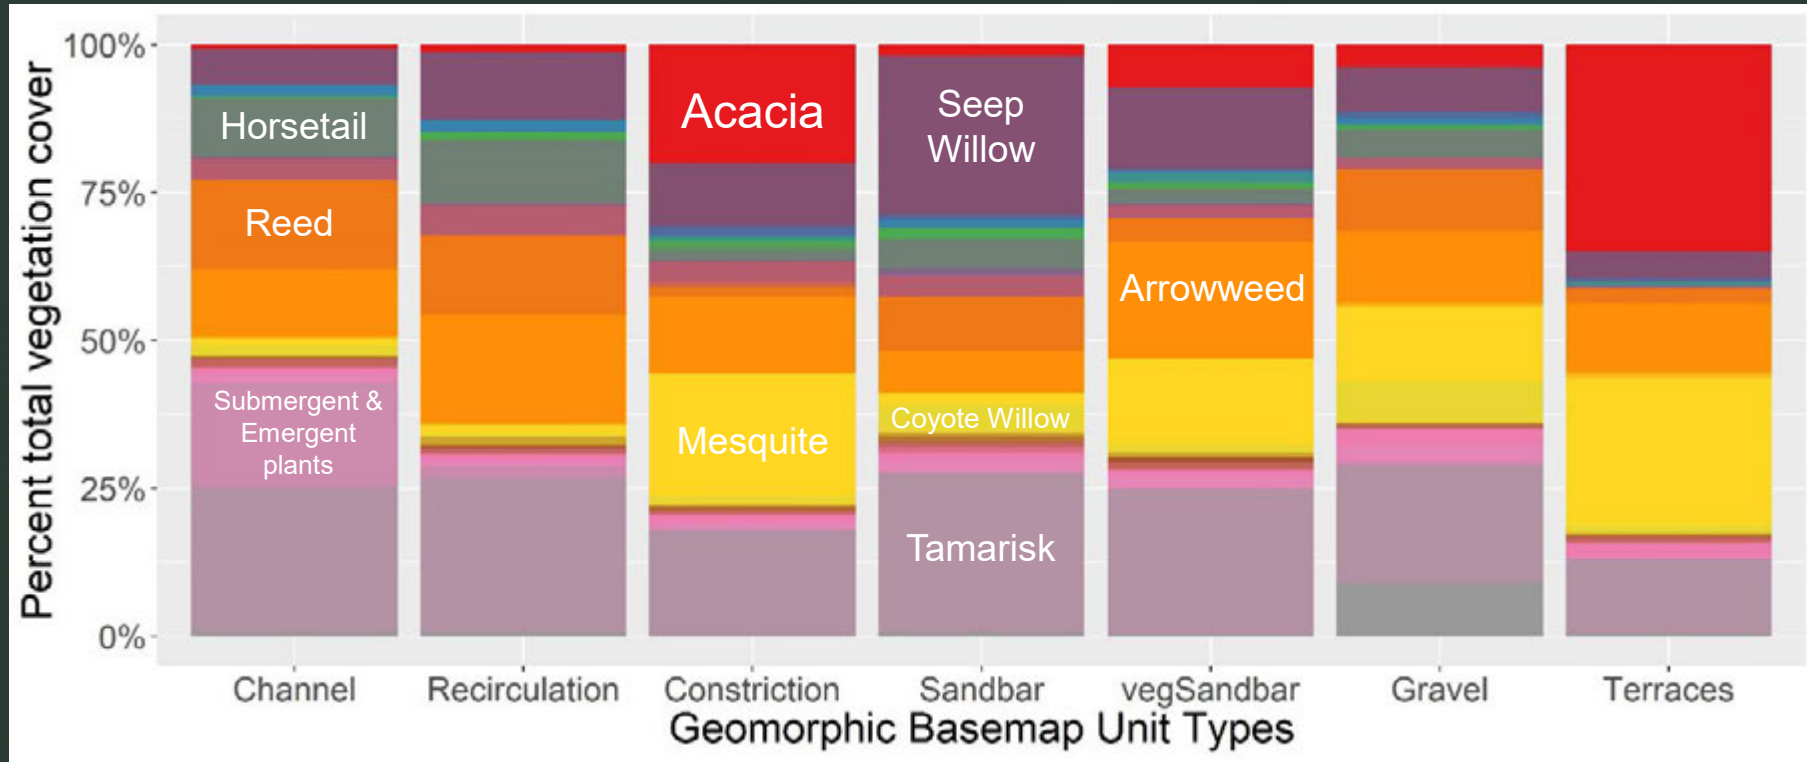 Percent total vegetation cover
100%
75%
50%
25%
0%
Horsetail
Reed
Submergent &
Emergent
plants
Acacia
Mesquite
Seep
Willow
Coyote Willow
Tamarisk
Arrowweed
Channel
Recirculation
Constriction
Sandbar
vegSandbar
Gravel
Terraces
Geomorphic Basemap Unit Types